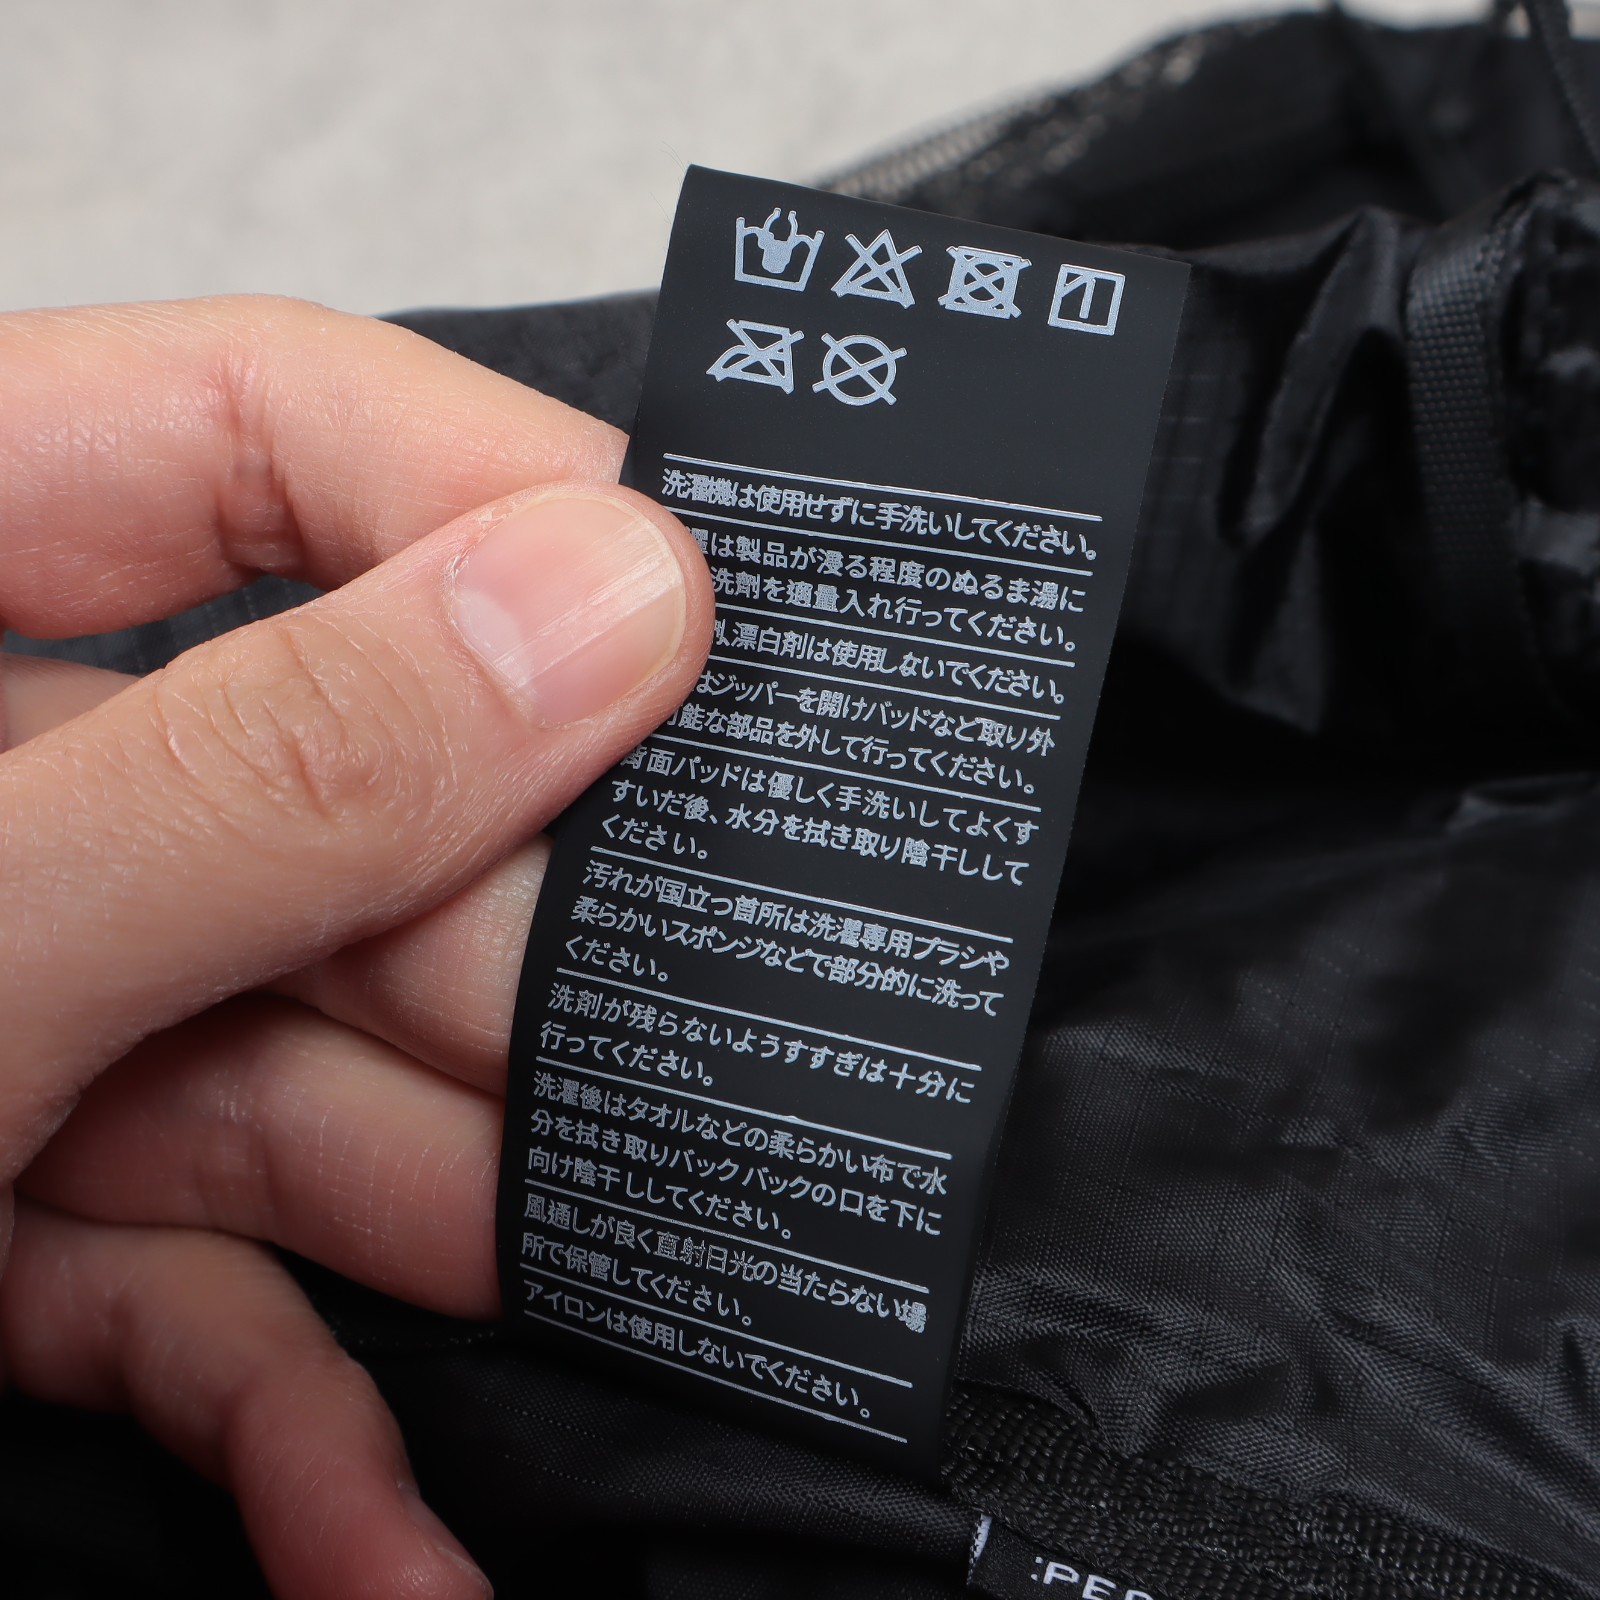 洗濯機は使用せずに手洗いしてください。
は製品が浸る程度のぬるま湯に
洗剤を適量入れ行ってください。
漂白剤は使用しないでください。
はジッパーを開けパッドなど取り外
能な部品を外して行ってください。
背面パッドは優しく手洗いしてよくす
すいだ後、水分を拭き取り陰干しして
ください。
汚れが国立つ首所は洗濯専用ブラシや
柔らかいスポンジなどで部分的に洗って
ください。
洗剤が残らないようすすぎは十分に
行ってください。
洗濯後はタオルなどの柔らかい布で水
分を拭き取りバックパックの口を下に
向け陰干ししてください。
風通しが良く直射日光の当たらない場
所で保管してください。
アイロンは使用しないでください。